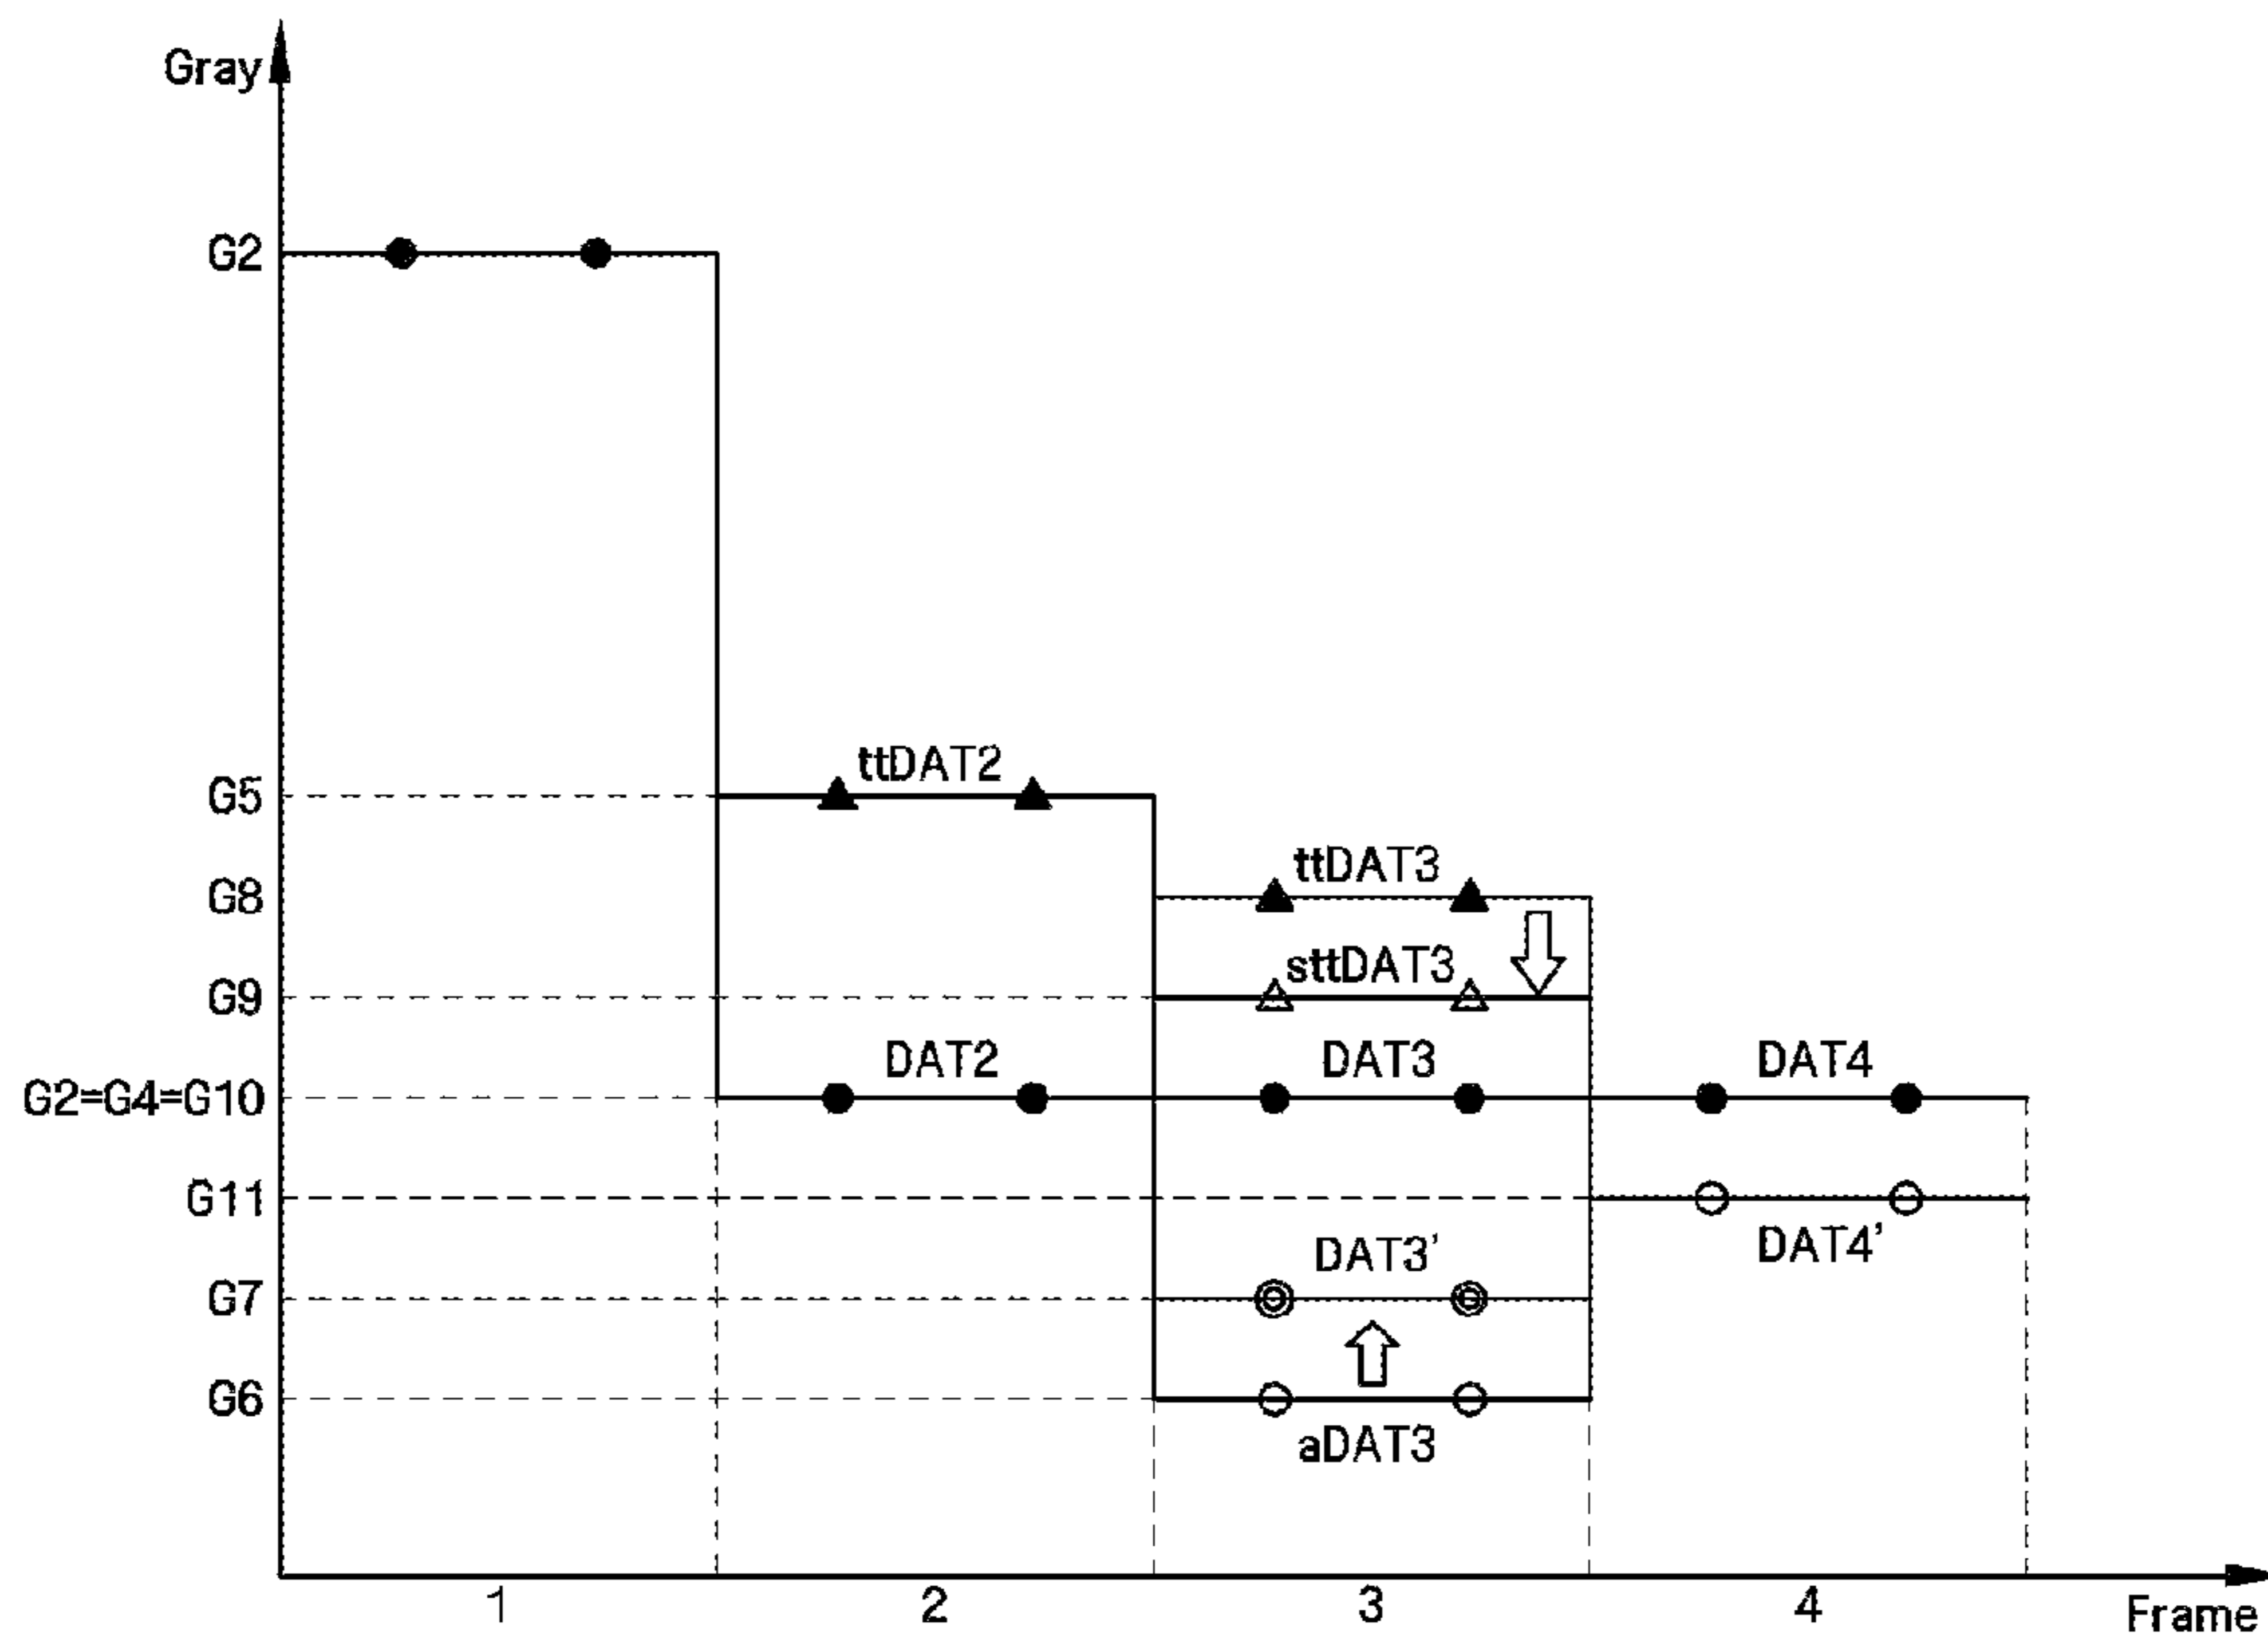 Gray
G2
ttDAT2
G5
ttDAT3
G8
sttDAT3
G9
DAT2 DAT3 DAT4
G2=G4=G10
G11
DAT3' DAT4'
G7
G6
aDAT3
1 2 3 4
Frame